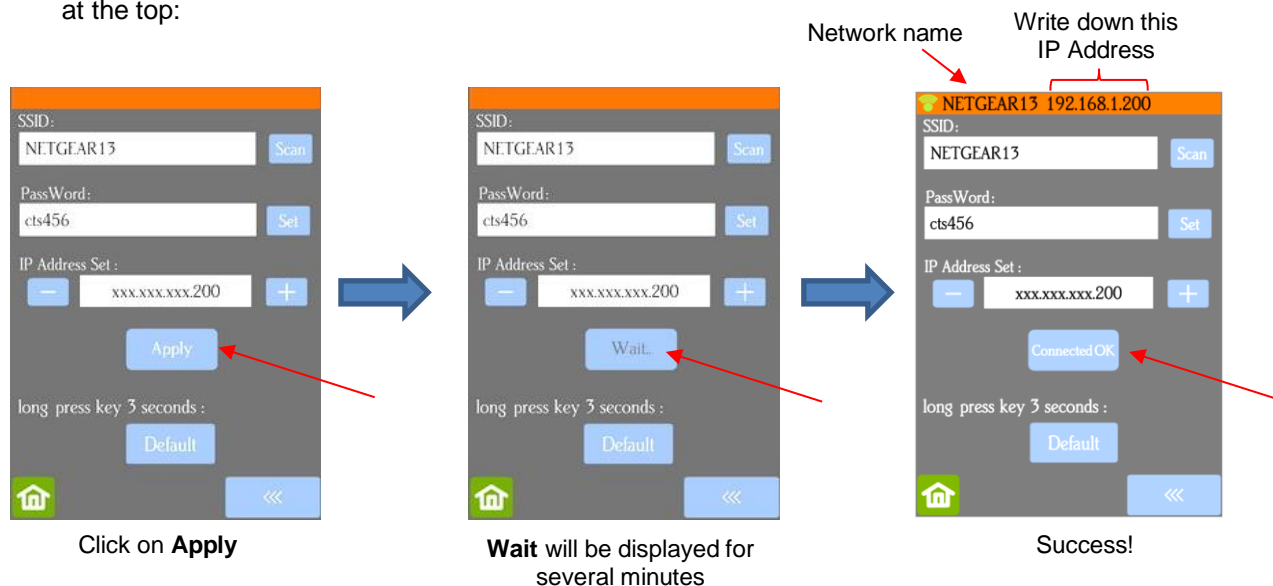 at the top:
Network name
Write down this
IP Address
SSID:
NETGEAR13
Scan
PassWord:
cts456
Set
IP Address Set :
−
xxx.xxx.xxx.200
+
Apply
long press key 3 seconds :
Default
<<<
Click on Apply
SSID:
NETGEAR13
Scan
PassWord:
cts456
Set
IP Address Set :
−
xxx.xxx.xxx.200
+
Wait..
long press key 3 seconds :
Default
<<<
Wait will be displayed for
several minutes
NETGEAR13 192.168.1.200
SSID:
NETGEAR13
Scan
PassWord:
cts456
Set
IP Address Set :
−
xxx.xxx.xxx.200
+
Connected OK
long press key 3 seconds :
Default
<<<
Success!